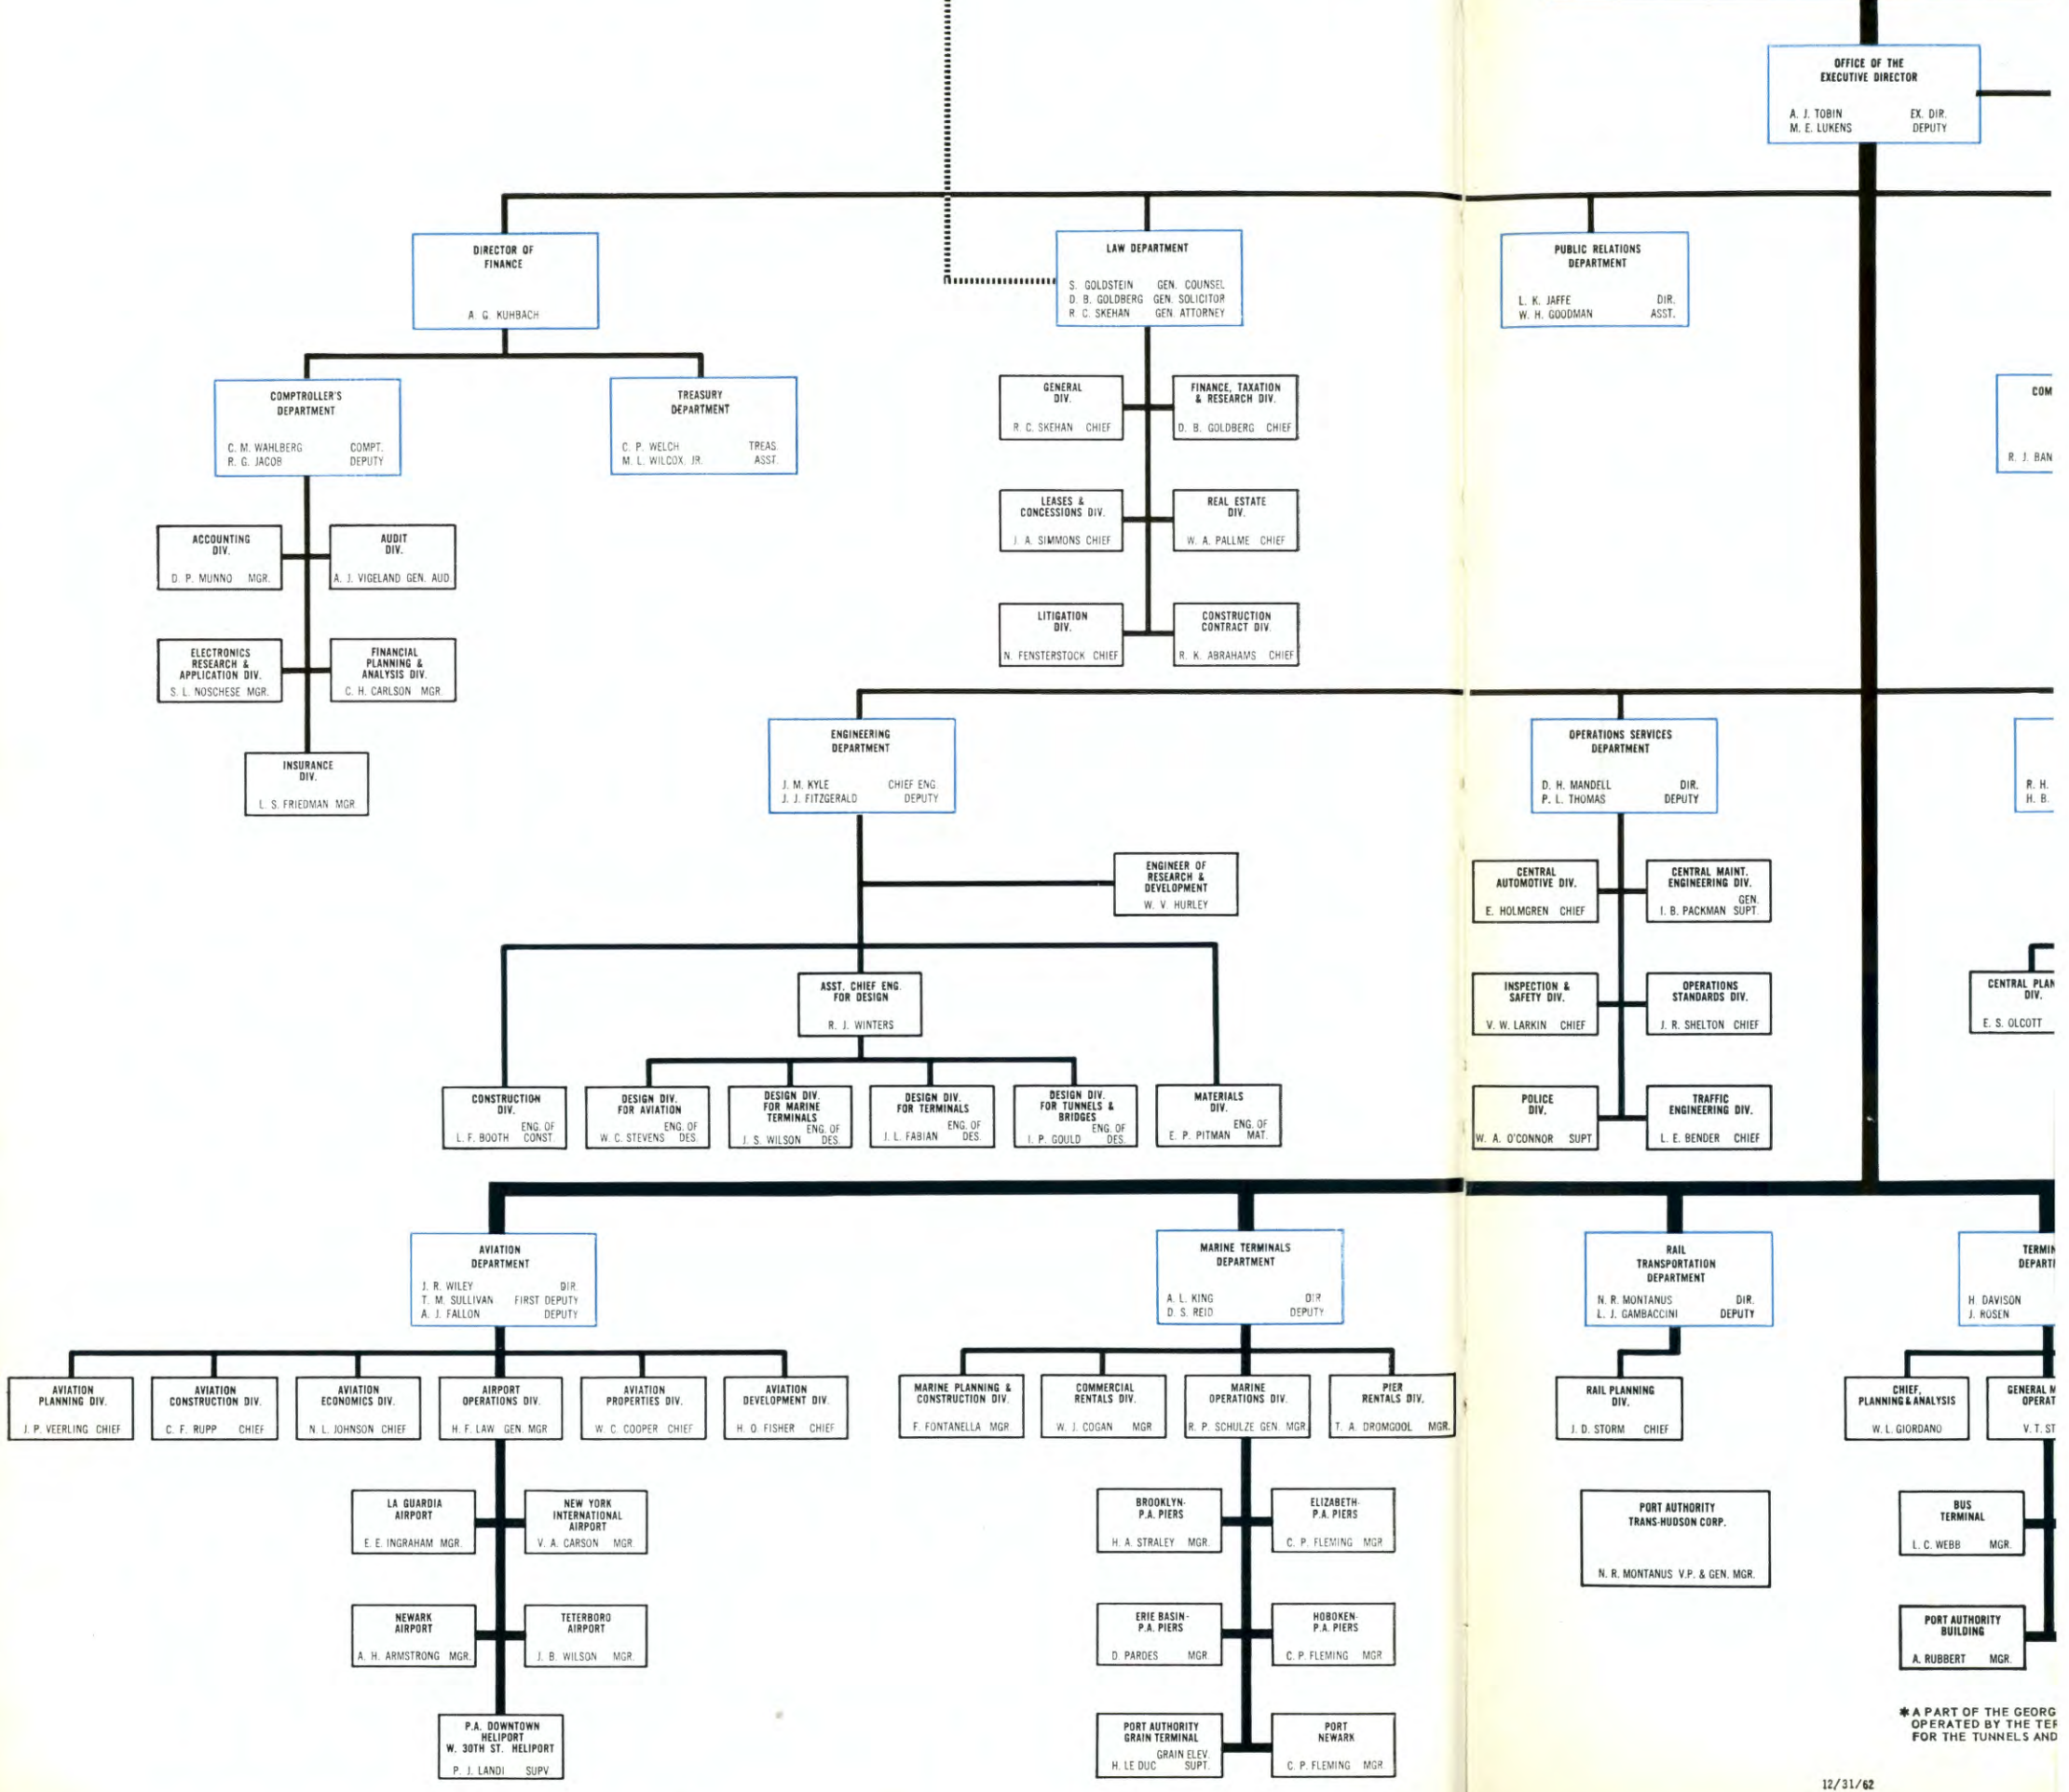 OFFICE OF THE
EXECUTIVE DIRECTOR
A. J. TOBIN EX. DIR.
M. E. LUKENS DEPUTY
DIRECTOR OF
FINANCE
A. G. KUHBACH
LAW DEPARTMENT
S. GOLDSTEIN GEN. COUNSEL
D. B. GOLDBERG GEN. SOLICITOR
R. C. SKEHAN GEN. ATTORNEY
PUBLIC RELATIONS
DEPARTMENT
L. K. JAFFE DIR.
W. H. GOODMAN ASST.
COMPTROLLER'S
DEPARTMENT
C. M. WAHLBERG COMPT.
R. G. JACOB DEPUTY
TREASURY
DEPARTMENT
C. P. WELCH TREAS.
M. L. WILCOX, JR. ASST.
GENERAL
DIV.
R. C. SKEHAN CHIEF
FINANCE, TAXATION
& RESEARCH DIV.
D. B. GOLDBERG CHIEF
COM
R. J. BAN
LEASES &
CONCESSIONS DIV.
J. A. SIMMONS CHIEF
REAL ESTATE
DIV.
W. A. PALLME CHIEF
ACCOUNTING
DIV.
D. P. MUNNO MGR.
AUDIT
DIV.
A. J. VIGELAND GEN. AUD.
LITIGATION
DIV.
N. FENSTERSTOCK CHIEF
CONSTRUCTION
CONTRACT DIV.
R. K. ABRAHAMS CHIEF
ELECTRONICS
RESEARCH &
APPLICATION DIV.
S. L. NOSCHESE MGR.
FINANCIAL
PLANNING &
ANALYSIS DIV.
C. H. CARLSON MGR.
INSURANCE
DIV.
L. S. FRIEDMAN MGR.
ENGINEERING
DEPARTMENT
J. M. KYLE CHIEF ENG.
J. J. FITZGERALD DEPUTY
OPERATIONS SERVICES
DEPARTMENT
D. H. MANDELL DIR.
P. L. THOMAS DEPUTY
R. H.
H. B.
ENGINEER OF
RESEARCH &
DEVELOPMENT
W. V. HURLEY
CENTRAL
AUTOMOTIVE DIV.
E. HOLMGREN CHIEF
CENTRAL MAINT.
ENGINEERING DIV.
GEN.
I. B. PACKMAN SUPT.
ASST. CHIEF ENG.
FOR DESIGN
R. J. WINTERS
INSPECTION &
SAFETY DIV.
V. W. LARKIN CHIEF
OPERATIONS
STANDARDS DIV.
J. R. SHELTON CHIEF
CENTRAL PLAN
DIV.
E. S. OLCOTT
CONSTRUCTION
DIV.
ENG. OF
L. F. BOOTH CONST.
DESIGN DIV.
FOR AVIATION
ENG. OF
W. C. STEVENS DES.
DESIGN DIV.
FOR MARINE
TERMINALS
ENG. OF
J. S. WILSON DES.
DESIGN DIV.
FOR TERMINALS
ENG. OF
J. L. FABIAN DES.
DESIGN DIV.
FOR TUNNELS &
BRIDGES
ENG. OF
I. P. GOULD DES.
MATERIALS
DIV.
ENG. OF
E. P. PITMAN MAT.
POLICE
DIV.
W. A. O'CONNOR SUPT.
TRAFFIC
ENGINEERING DIV.
L. E. BENDER CHIEF
AVIATION
DEPARTMENT
J. R. WILEY DIR.
T. M. SULLIVAN FIRST DEPUTY
A. J. FALLON DEPUTY
MARINE TERMINALS
DEPARTMENT
A. L. KING DIR.
D. S. REID DEPUTY
RAIL
TRANSPORTATION
DEPARTMENT
N. R. MONTANUS DIR.
L. J. GAMBACCINI DEPUTY
TERMIN
DEPART
H. DAVISON
J. ROSEN
AVIATION
PLANNING DIV.
J. P. VEERLING CHIEF
AVIATION
CONSTRUCTION DIV.
C. F. RUPP CHIEF
AVIATION
ECONOMICS DIV.
N. L. JOHNSON CHIEF
AIRPORT
OPERATIONS DIV.
H. F. LAW GEN. MGR.
AVIATION
PROPERTIES DIV.
W. C. COOPER CHIEF
AVIATION
DEVELOPMENT DIV.
H. O. FISHER CHIEF
MARINE PLANNING &
CONSTRUCTION DIV.
F. FONTANELLA MGR.
COMMERCIAL
RENTALS DIV.
W. J. COGAN MGR
MARINE
OPERATIONS DIV.
R. P. SCHULZE GEN. MGR.
PIER
RENTALS DIV.
T. A. DROMGOOL MGR.
RAIL PLANNING
DIV.
J. D. STORM CHIEF
CHIEF,
PLANNING & ANALYSIS
W. L. GIORDANO
GENERAL M
OPERAT
V. T. ST
LA GUARDIA
AIRPORT
E. E. INGRAHAM MGR.
NEW YORK
INTERNATIONAL
AIRPORT
V. A. CARSON MGR.
BROOKLYN-
P.A. PIERS
H. A. STRALEY MGR.
ELIZABETH-
P.A. PIERS
C. P. FLEMING MGR
PORT AUTHORITY
TRANS-HUDSON CORP.
N. R. MONTANUS V.P. & GEN. MGR.
BUS
TERMINAL
L. C. WEBB MGR.
NEWARK
AIRPORT
A. H. ARMSTRONG MGR.
TETERBORO
AIRPORT
J. B. WILSON MGR.
ERIE BASIN-
P.A. PIERS
D. PARDES MGR.
HOBOKEN-
P.A. PIERS
C. P. FLEMING MGR
PORT AUTHORITY
BUILDING
A. RUBBERT MGR.
P.A. DOWNTOWN
HELIPORT
W. 30TH ST. HELIPORT
P. J. LANDI SUPV
PORT AUTHORITY
GRAIN TERMINAL
GRAIN ELEV.
H. LE DUC SUPT.
PORT
NEWARK
C. P. FLEMING MGR.
* A PART OF THE GEORG
OPERATED BY THE TER
FOR THE TUNNELS AND
12/31/62